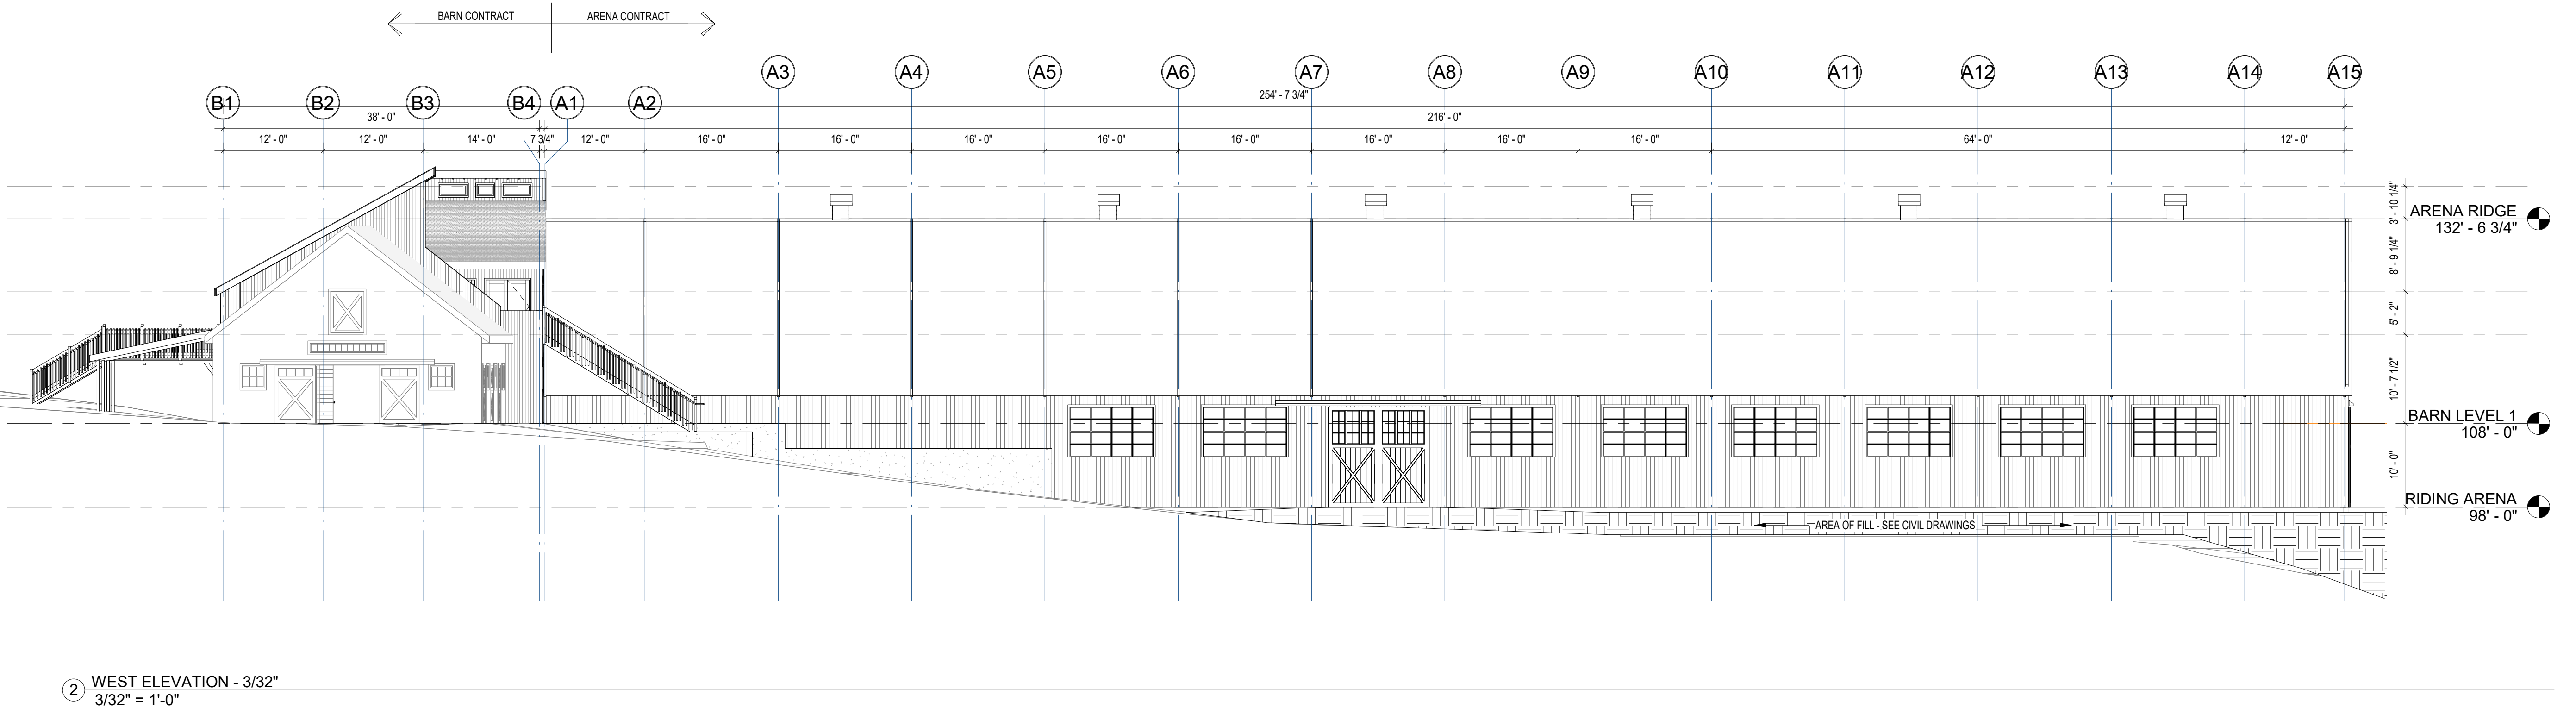 BARN CONTRACT
ARENA CONTRACT
A3 A4 A5 A6 A7 A8 A9 A10 A11 A12 A13 A14 A15
B1 B2 B3 B4 A1 A2
254' - 7 3/4"
38' - 0" 216' - 0"
12' - 0" 12' - 0" 14' - 0" 7 3/4" 12' - 0" 16' - 0" 16' - 0" 16' - 0" 16' - 0" 16' - 0" 16' - 0" 16' - 0" 16' - 0" 64' - 0" 12' - 0"
3' - 10 1/4"
ARENA RIDGE
132' - 6 3/4"
8' - 9 1/4"
5' - 2"
10' - 7 1/2"
BARN LEVEL 1
108' - 0"
10' - 0"
RIDING ARENA
98' - 0"
AREA OF FILL - SEE CIVIL DRAWINGS
2 WEST ELEVATION - 3/32"
3/32" = 1'-0"